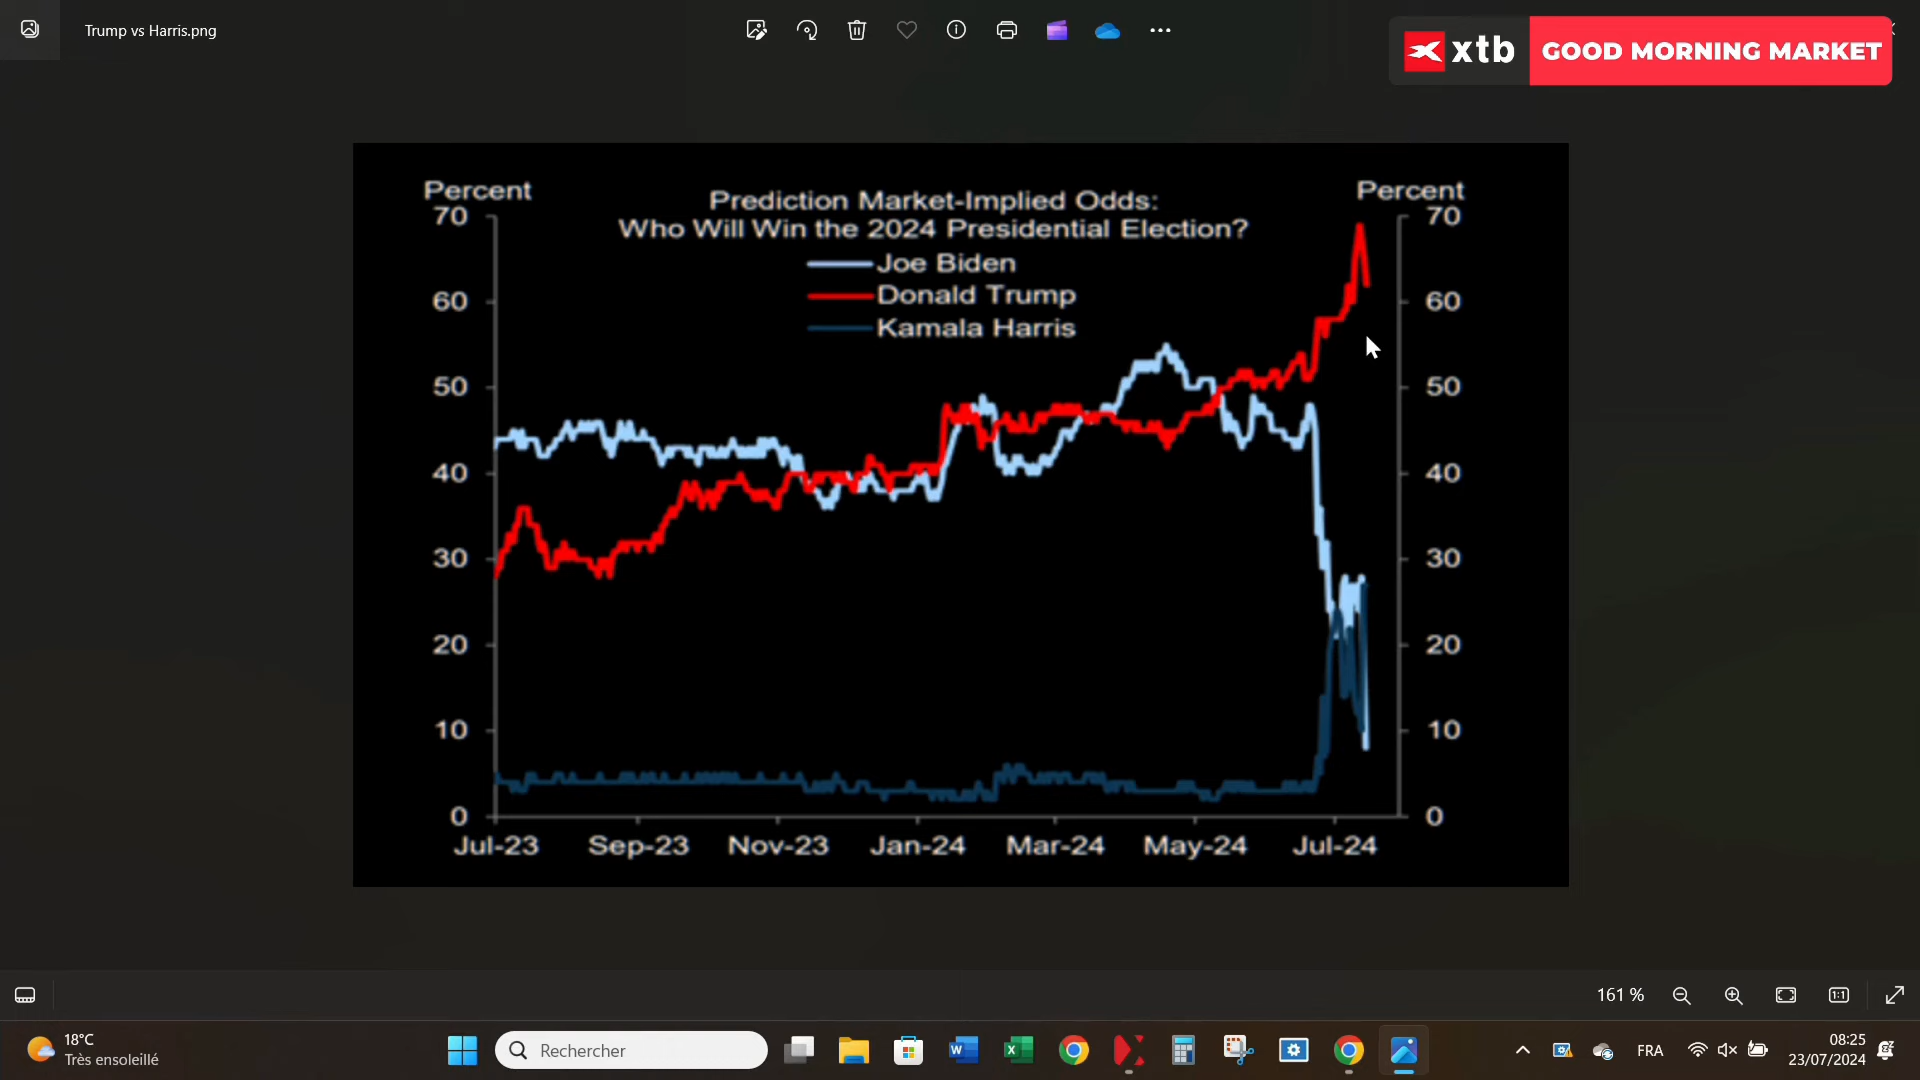 Trump vs Harris.png
xtb
GOOD MORNING MARKET
Percent
Percent
Prediction Market-Implied Odds:
Who Will Win the 2024 Presidential Election?
Joe Biden
Donald Trump
Kamala Harris
70
60
50
40
30
20
10
0
70
60
50
40
30
20
10
0
Jul-23
Sep-23
Nov-23
Jan-24
Mar-24
May-24
Jul-24
161 %
1:1
18°C
Très ensoleillé
Rechercher
FRA
08:25
23/07/2024